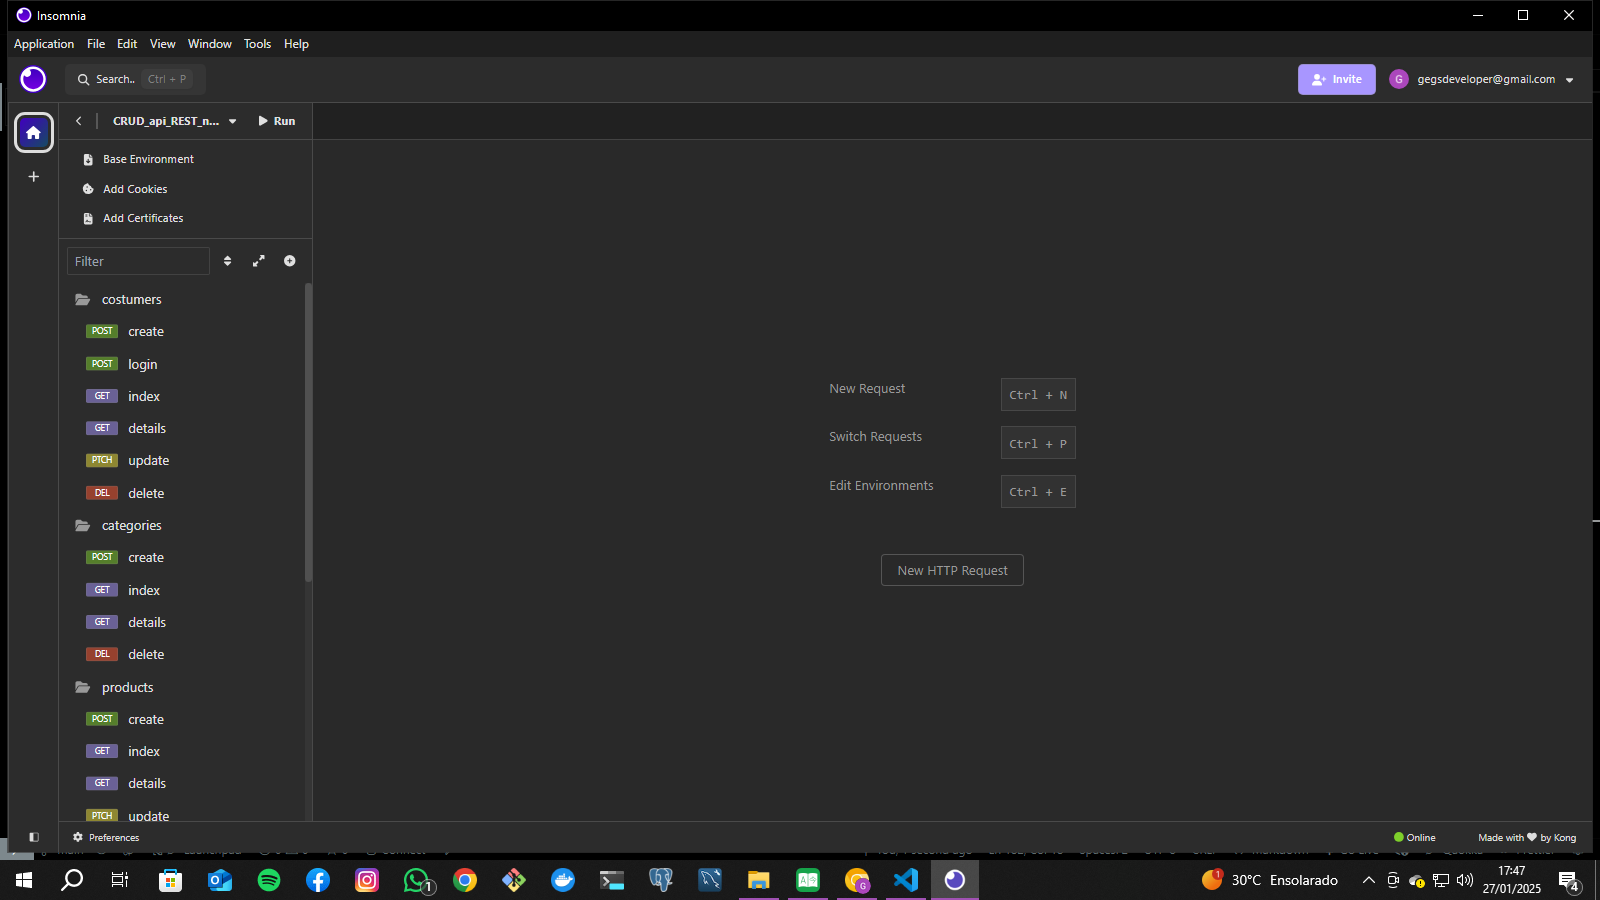 Insomnia
Application File Edit View Window Tools Help
Search.. Ctrl + P
Invite
G gegsdeveloper@gmail.com
CRUD_api_REST_n...
Run
Base Environment
Add Cookies
Add Certificates
Filter
costumers
POST create
POST login
GET index
GET details
PTCH update
DEL delete
categories
POST create
GET index
GET details
DEL delete
products
POST create
GET index
GET details
PTCH update
New Request Ctrl + N
Switch Requests Ctrl + P
Edit Environments Ctrl + E
New HTTP Request
Preferences
Online
Made with by Kong
1
G
1
30°C Ensolarado
17:47
27/01/2025
4